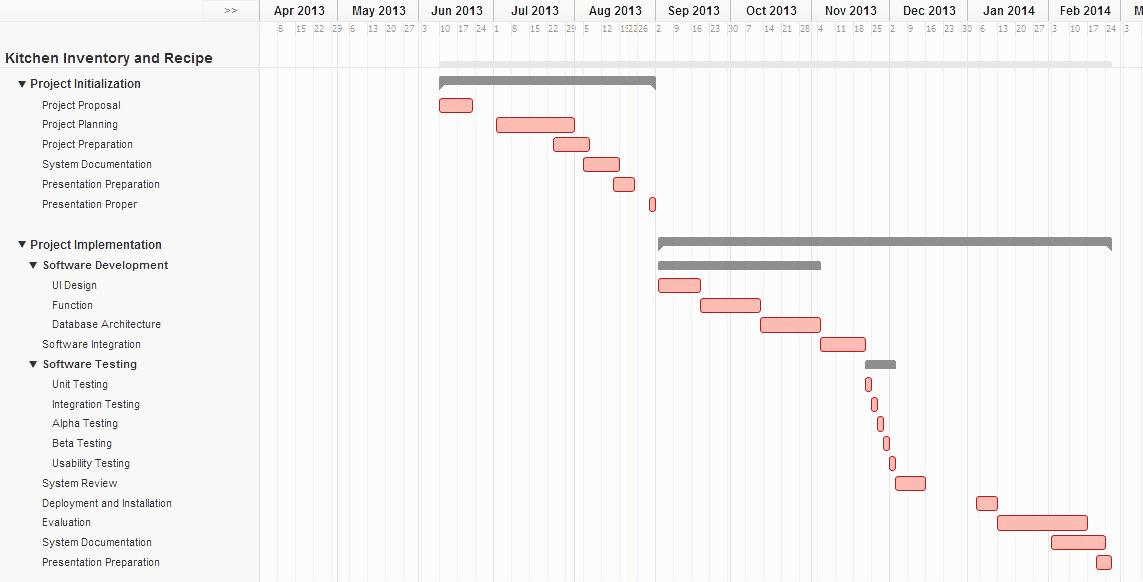 >> Apr 2013 May 2013 Jun 2013 Jul 2013 Aug 2013 Sep 2013 Oct 2013 Nov 2013 Dec 2013 Jan 2014 Feb 2014 M
8 15 22 29 6 13 20 27 3 10 17 24 1 8 15 22 29 5 12 19 22 26 2 9 16 23 30 7 14 21 28 4 11 18 25 2 9 16 23 30 6 13 20 27 3 10 17 24 3
Kitchen Inventory and Recipe
▼ Project Initialization
Project Proposal
Project Planning
Project Preparation
System Documentation
Presentation Preparation
Presentation Proper
▼ Project Implementation
▼ Software Development
UI Design
Function
Database Architecture
Software Integration
▼ Software Testing
Unit Testing
Integration Testing
Alpha Testing
Beta Testing
Usability Testing
System Review
Deployment and Installation
Evaluation
System Documentation
Presentation Preparation